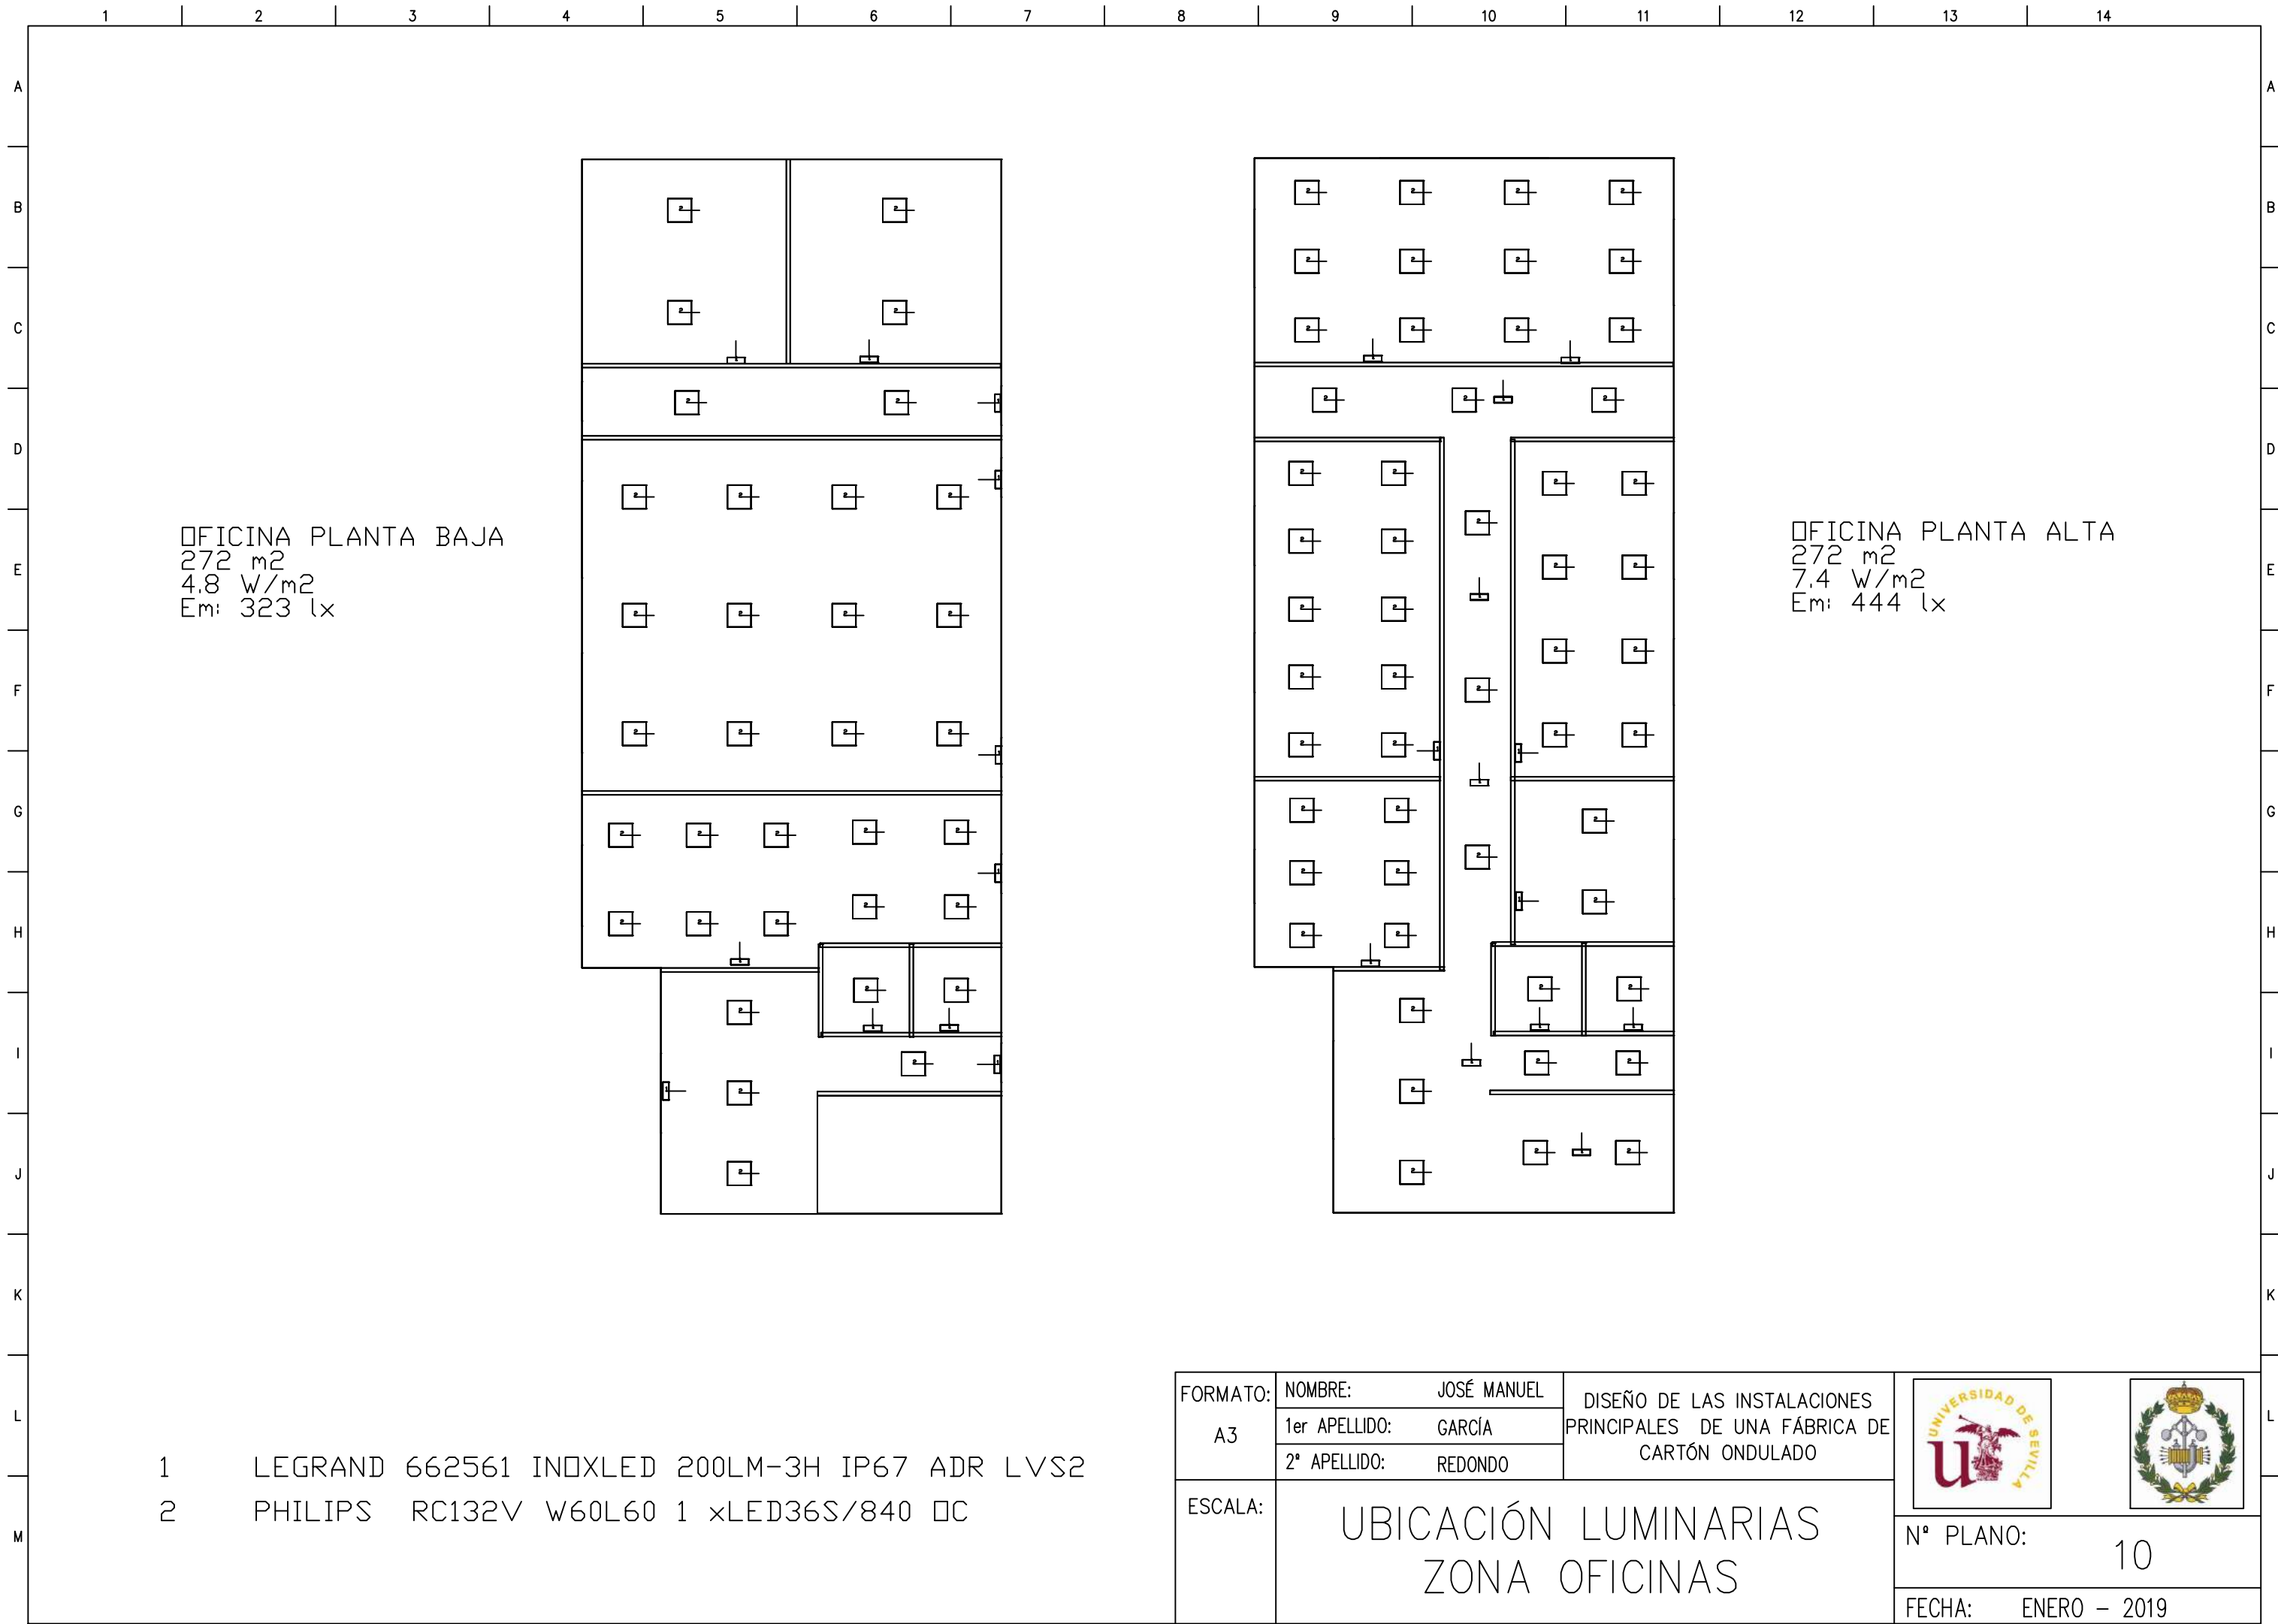 1 2 3 4 5 6 7 8 9 10 11 12 13 14
A A
B B
C C
D D
E E
F F
G G
H H
I I
J J
K K
L L
M
OFICINA PLANTA BAJA
272 m2
4.8 W/m2
Em: 323 lx
OFICINA PLANTA ALTA
272 m2
7.4 W/m2
Em: 444 lx
1 LEGRAND 662561 INOXLED 200LM-3H IP67 ADR LVS2
2 PHILIPS RC132V W60L60 1 xLED36S/840 OC
FORMATO:
A3
NOMBRE: JOSÉ MANUEL
1er APELLIDO: GARCÍA
2º APELLIDO: REDONDO
DISEÑO DE LAS INSTALACIONES
PRINCIPALES DE UNA FÁBRICA DE
CARTÓN ONDULADO
ESCALA:
UBICACIÓN LUMINARIAS
ZONA OFICINAS
UNIVERSIDAD DE SEVILLA
Nº PLANO: 10
FECHA: ENERO - 2019